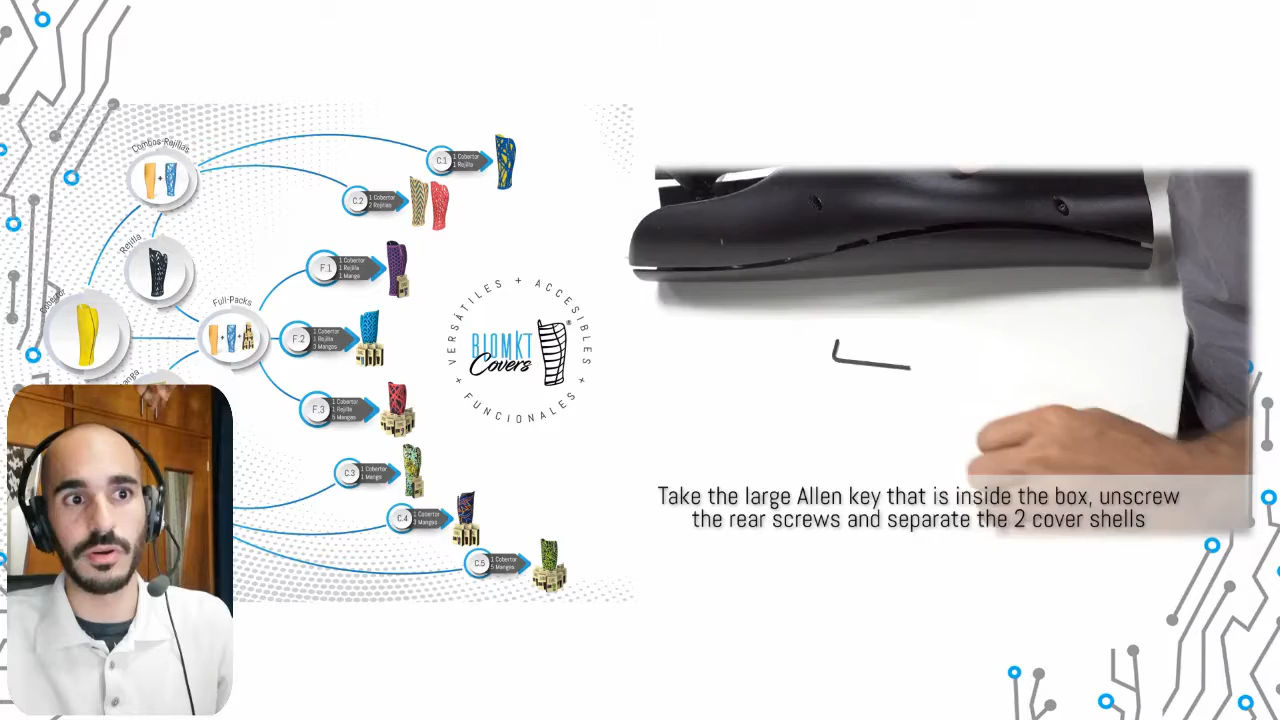 Combos-Rejillas
C.1
1 Cobertor
1 Rejilla
C.2
1 Cobertor
2 Rejillas
Rejilla
F.1
1 Cobertor
1 Rejilla
1 Manga
Cobertor
Full-Packs
F.2
1 Cobertor
1 Rejilla
3 Mangas
F.3
1 Cobertor
1 Rejilla
5 Mangas
C.3
1 Cobertor
1 Manga
C.4
1 Cobertor
3 Mangas
C.5
1 Cobertor
5 Mangas
VERSÁTILES + ACCESIBLES + FUNCIONALES +
BIOMKT
Covers
Take the large Allen key that is inside the box, unscrew
the rear screws and separate the 2 cover shells